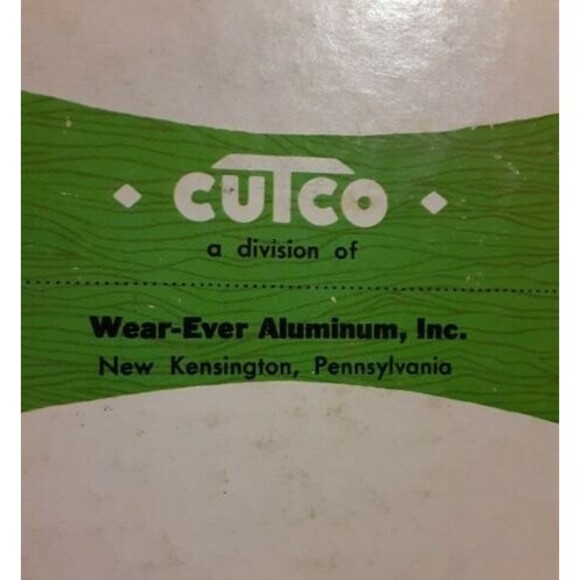 CUTCO
a division of
Wear-Ever Aluminum, Inc.
New Kensington, Pennsylvania